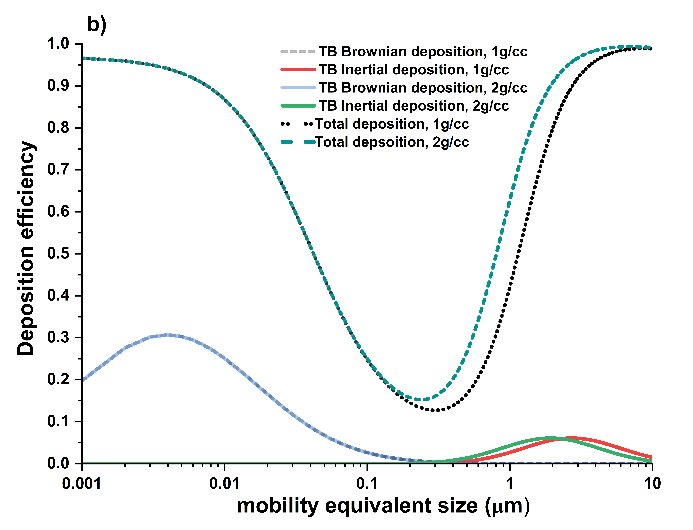 b)
1.0
0.9
0.8
0.7
0.6
0.5
0.4
0.3
0.2
0.1
0.0
TB Brownian deposition, 1g/cc
TB Inertial deposition, 1g/cc
TB Brownian deposition, 2g/cc
TB Inertial deposition, 2g/cc
Total deposition, 1g/cc
Total depsoition, 2g/cc
Deposition efficiency
0.001 0.01 0.1 1 10
mobility equivalent size (μm)